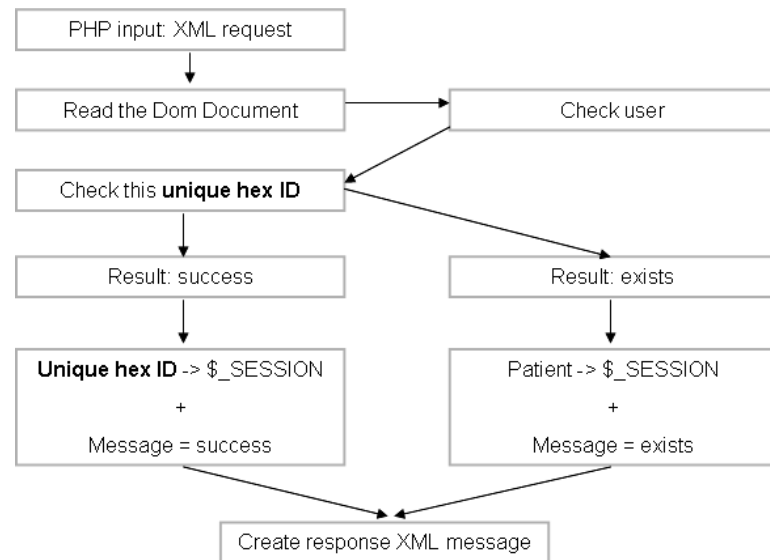 PHP input: XML request
Read the Dom Document
Check user
Check this unique hex ID
Result: success
Result: exists
Unique hex ID -> $_SESSION
+
Message = success
Patient -> $_SESSION
+
Message = exists
Create response XML message